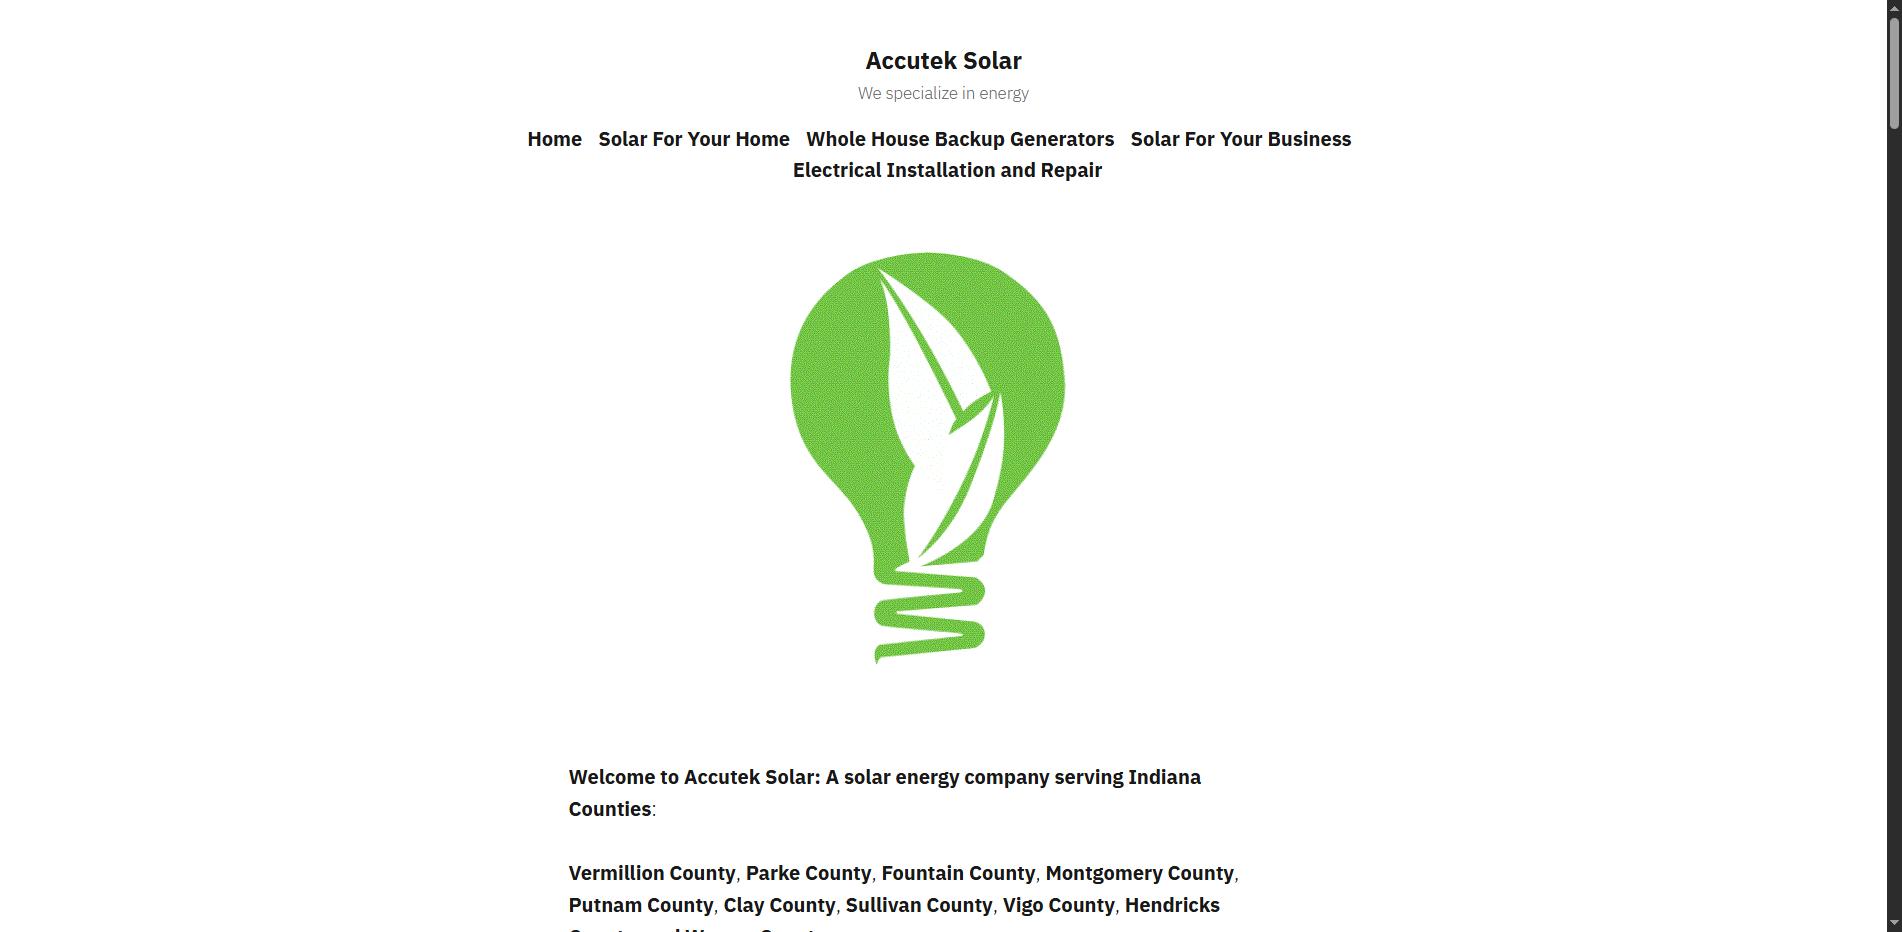 Accutek Solar
We specialize in energy
Home Solar For Your Home Whole House Backup Generators Solar For Your Business
Electrical Installation and Repair
Welcome to Accutek Solar: A solar energy company serving Indiana
Counties:
Vermillion County, Parke County, Fountain County, Montgomery County,
Putnam County, Clay County, Sullivan County, Vigo County, Hendricks